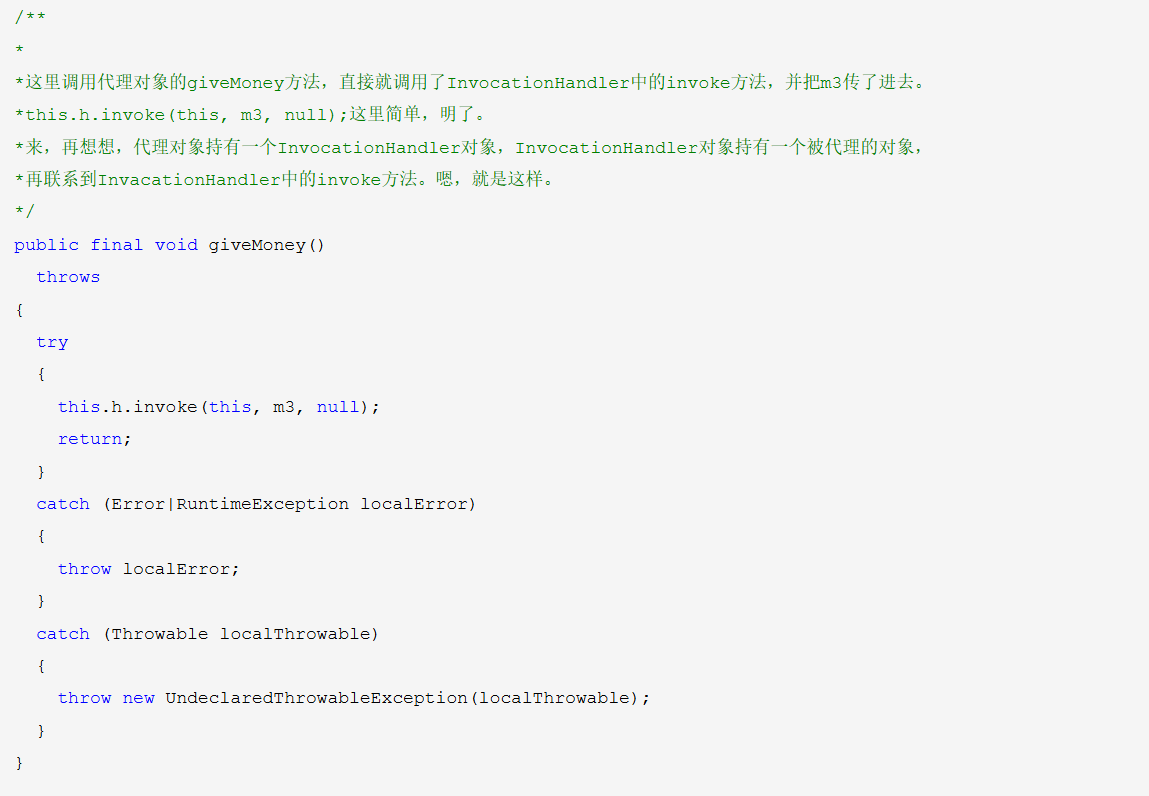 /**
*
*这里调用代理对象的giveMoney方法，直接就调用了InvocationHandler中的invoke方法，并把m3传了进去。
*this.h.invoke(this, m3, null);这里简单，明了。
*来，再想想，代理对象持有一个InvocationHandler对象，InvocationHandler对象持有一个被代理的对象，
*再联系到InvacationHandler中的invoke方法。嗯，就是这样。
*/
public final void giveMoney()
  throws
{
  try
  {
    this.h.invoke(this, m3, null);
    return;
  }
  catch (Error|RuntimeException localError)
  {
    throw localError;
  }
  catch (Throwable localThrowable)
  {
    throw new UndeclaredThrowableException(localThrowable);
  }
}